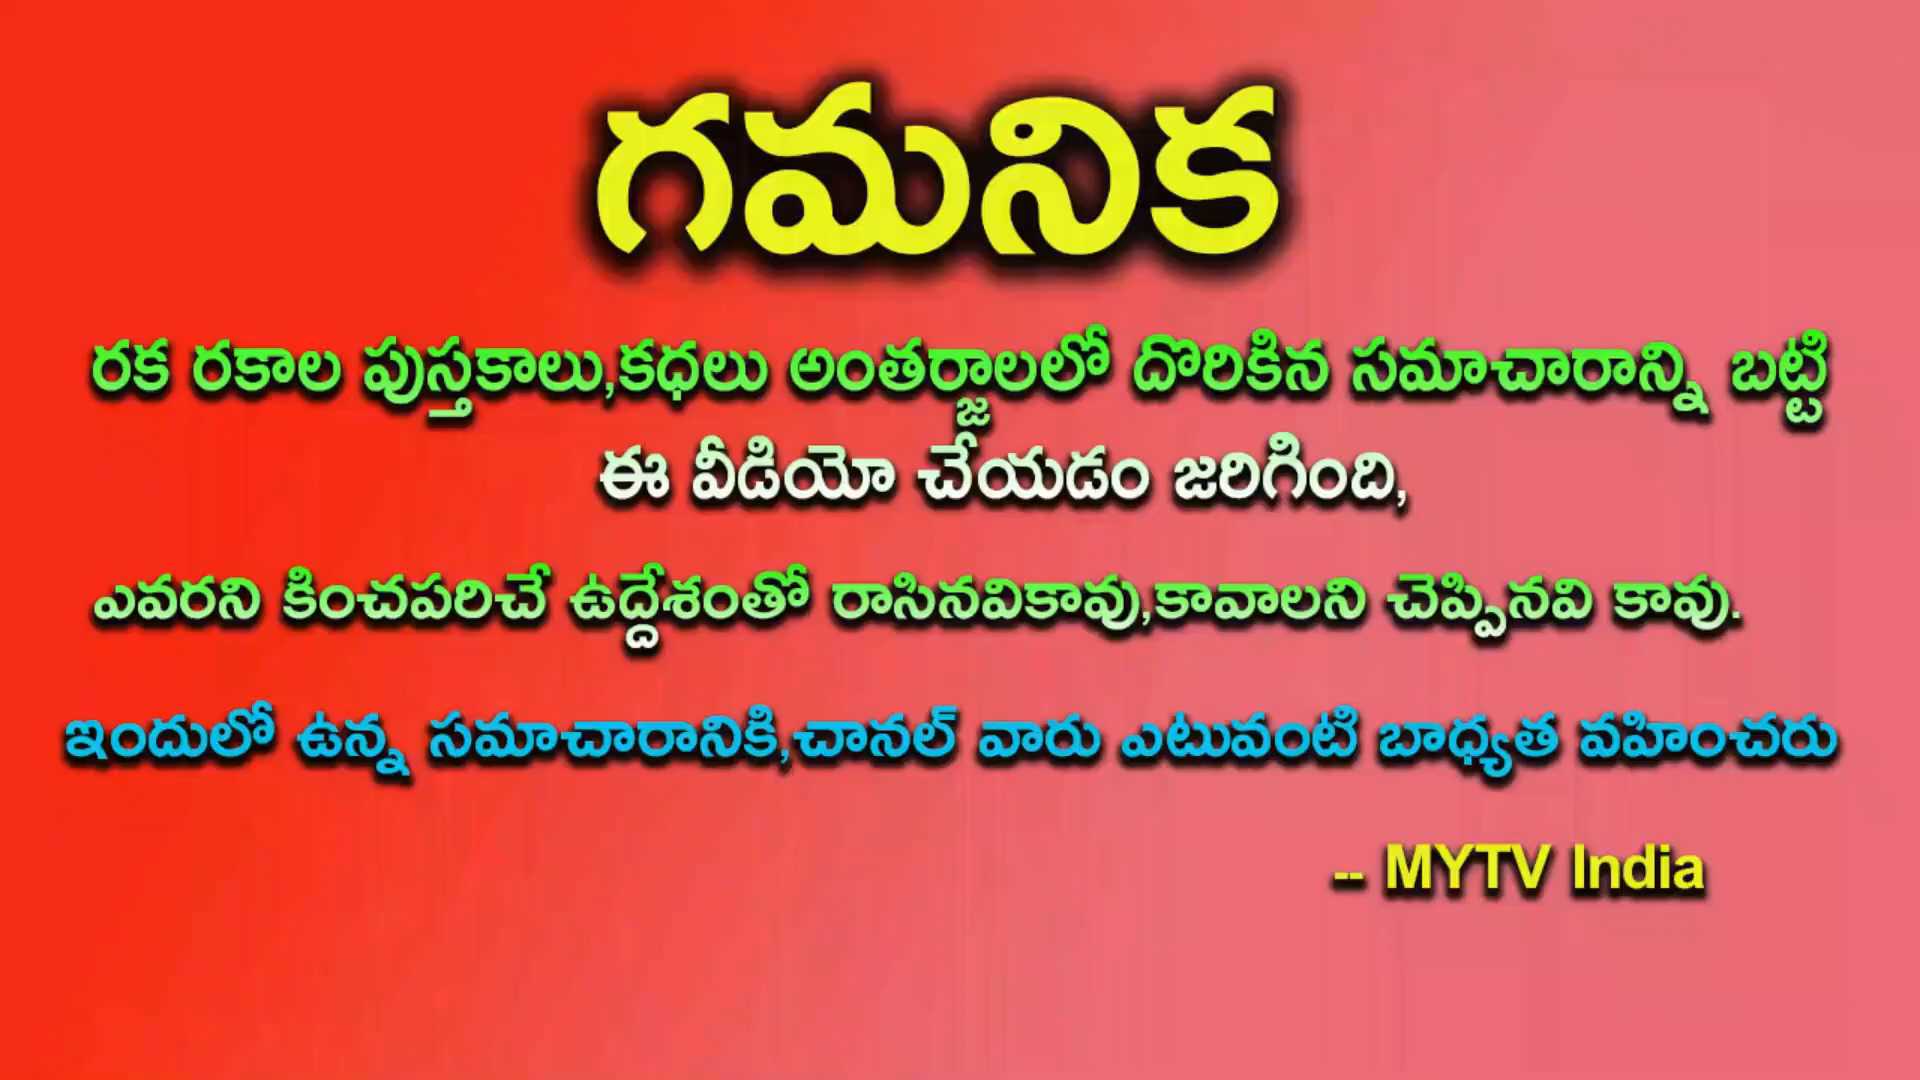 గమనిక
రక రకాల పుస్తకాలు,కధలు అంతర్జాలలో దొరికిన సమాచారాన్ని బట్టి
ఈ వీడియో చేయడం జరిగింది,
ఎవరని కించపరిచే ఉద్దేశంతో రాసినవికావు,కావాలని చెప్పినవి కావు.
ఇందులో ఉన్న సమాచారానికి,చానల్ వారు ఎటువంటి బాధ్యత వహించరు
-- MYTV India